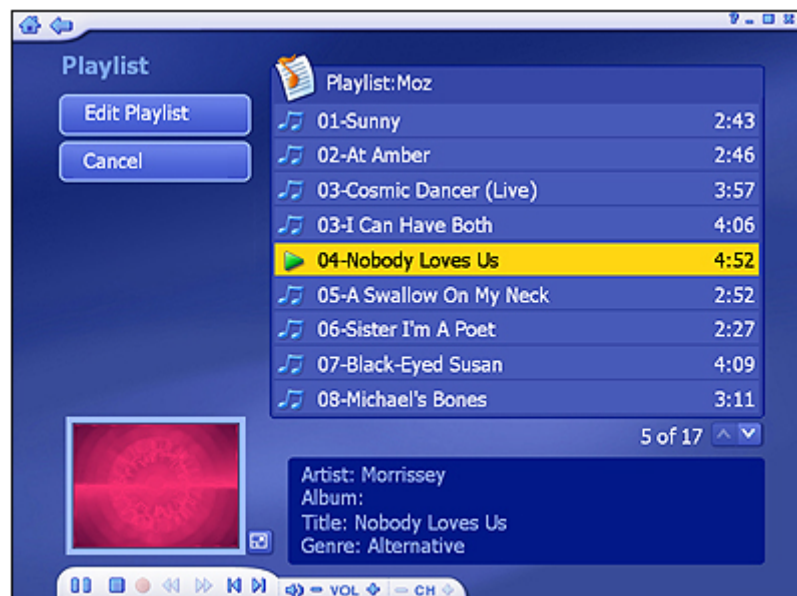 ?
Playlist
Edit Playlist
Cancel
Playlist:Moz
01-Sunny 2:43
02-At Amber 2:46
03-Cosmic Dancer (Live) 3:57
03-I Can Have Both 4:06
04-Nobody Loves Us 4:52
05-A Swallow On My Neck 2:52
06-Sister I'm A Poet 2:27
07-Black-Eyed Susan 4:09
08-Michael's Bones 3:11
5 of 17
Artist: Morrissey
Album:
Title: Nobody Loves Us
Genre: Alternative
VOL CH